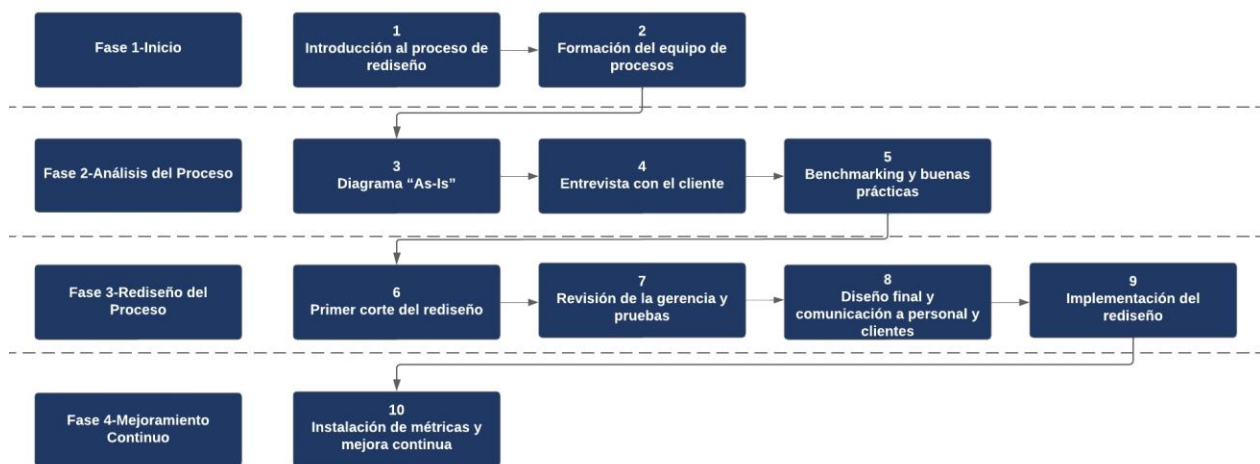 Fase 1-Inicio
1
Introducción al proceso de
rediseño
2
Formación del equipo de
procesos
Fase 2-Análisis del Proceso
3
Diagrama “As-Is”
4
Entrevista con el cliente
5
Benchmarking y buenas
prácticas
Fase 3-Rediseño del
Proceso
6
Primer corte del rediseño
7
Revisión de la gerencia y
pruebas
8
Diseño final y
comunicación a personal y
clientes
9
Implementación del
rediseño
Fase 4-Mejoramiento
Continuo
10
Instalación de métricas y
mejora continua